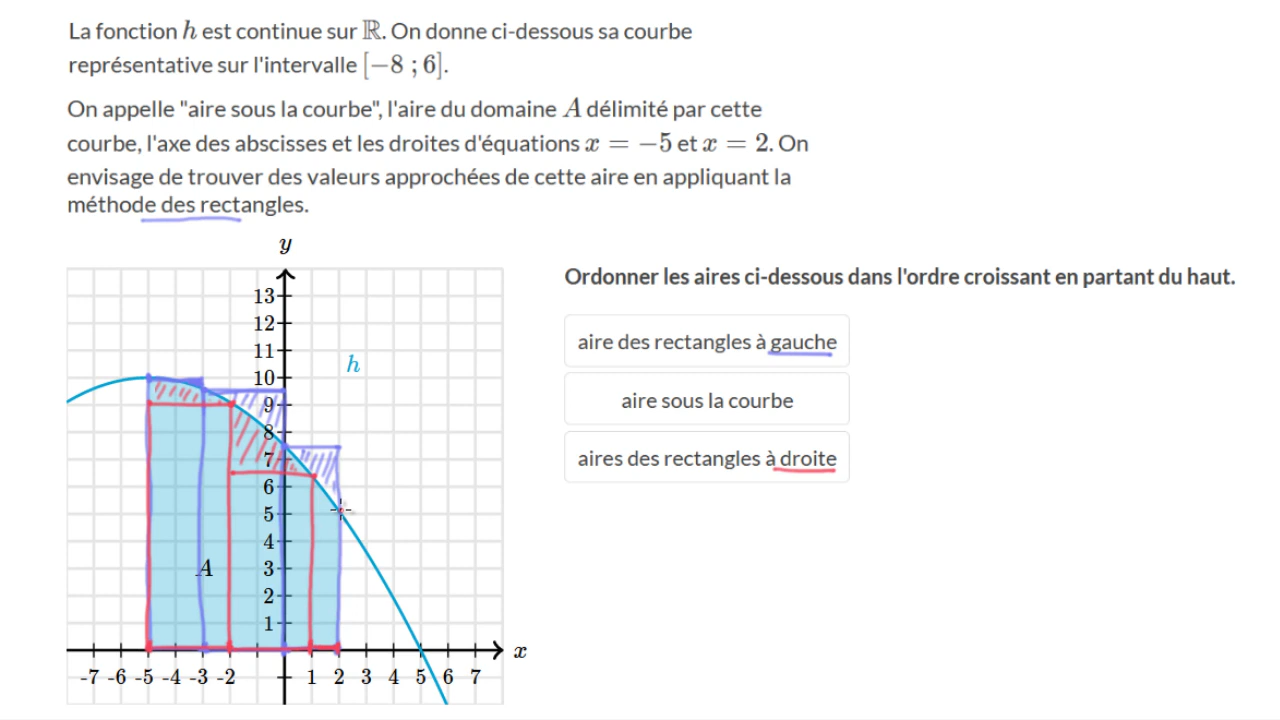 La fonction h est continue sur ℝ. On donne ci-dessous sa courbe
représentative sur l'intervalle [−8 ; 6].
On appelle "aire sous la courbe", l'aire du domaine A délimité par cette
courbe, l'axe des abscisses et les droites d'équations x = −5 et x = 2. On
envisage de trouver des valeurs approchées de cette aire en appliquant la
méthode des rectangles.
y
Ordonner les aires ci-dessous dans l'ordre croissant en partant du haut.
13
12
11
10
9
8
7
6
5
4
3
2
1
h
A
x
-7 -6 -5 -4 -3 -2 1 2 3 4 5 6 7
aire des rectangles à gauche
aire sous la courbe
aires des rectangles à droite